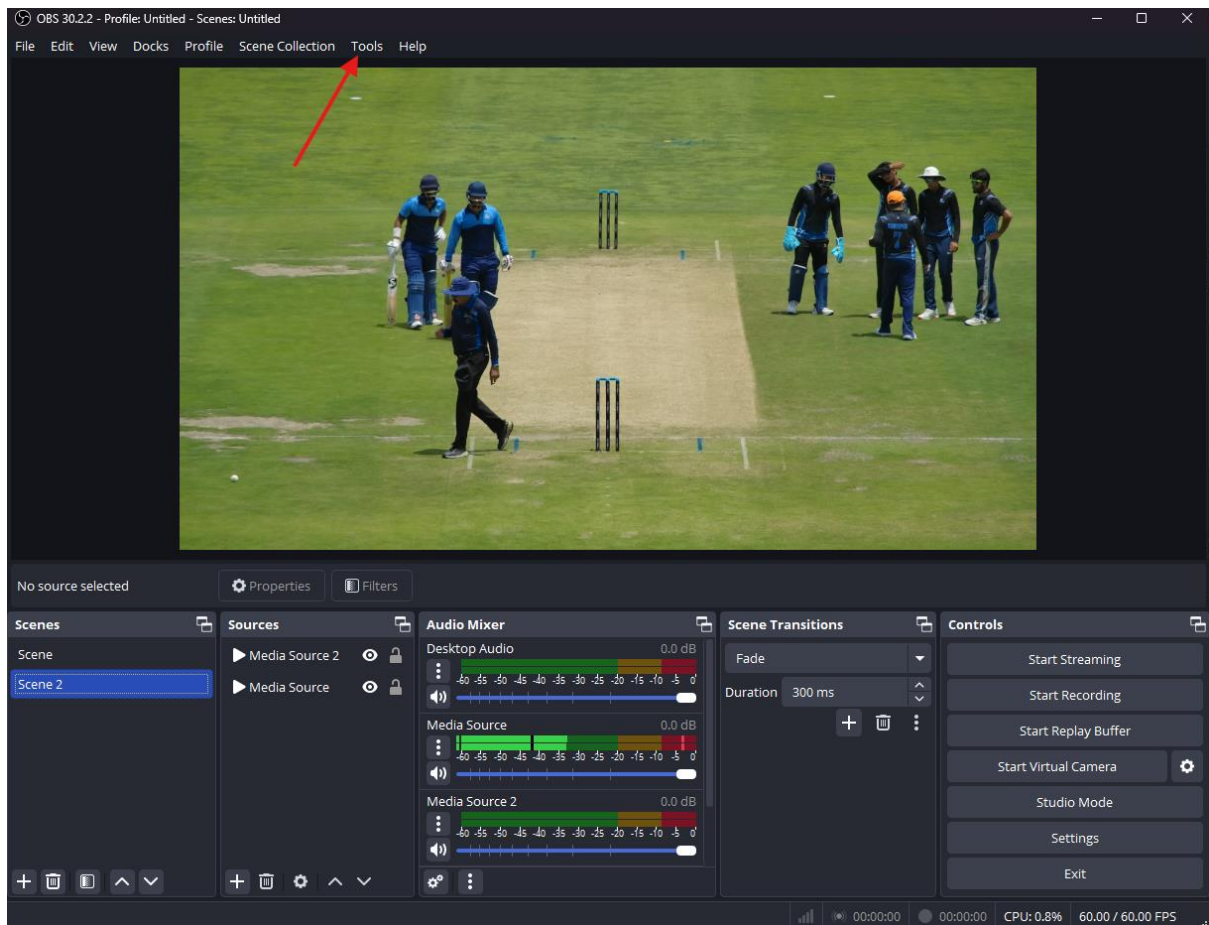 OBS 30.2.2 - Profile: Untitled - Scenes: Untitled
File Edit View Docks Profile Scene Collection Tools Help
No source selected
Properties
Filters
Scenes
Scene
Scene 2
Sources
Media Source 2
Media Source
Audio Mixer
Desktop Audio 0.0 dB
-60 -55 -50 -45 -40 -35 -30 -25 -20 -15 -10 -5 0
Media Source 0.0 dB
-60 -55 -50 -45 -40 -35 -30 -25 -20 -15 -10 -5 0
Media Source 2 0.0 dB
-60 -55 -50 -45 -40 -35 -30 -25 -20 -15 -10 -5 0
Scene Transitions
Fade
Duration 300 ms
Controls
Start Streaming
Start Recording
Start Replay Buffer
Start Virtual Camera
Studio Mode
Settings
Exit
00:00:00 00:00:00 CPU: 0.8% 60.00 / 60.00 FPS